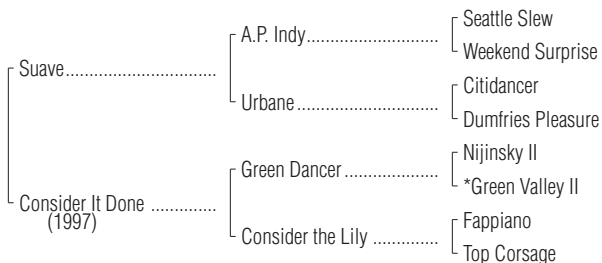 Seattle Slew
A.P. Indy
Weekend Surprise
Suave
Citidancer
Urbane
Dumfries Pleasure
Nijinsky II
Green Dancer
*Green Valley II
Consider It Done
(1997)
Fappiano
Consider the Lily
Top Corsage